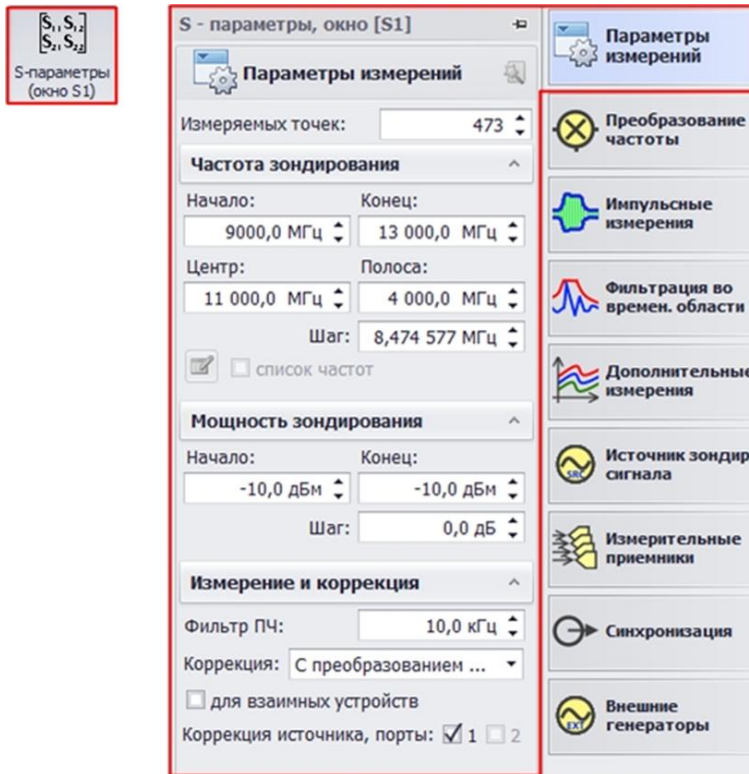 S₁₁ S₁₂
S₂₁ S₂₂
S-параметры
(окно S1)
S - параметры, окно [S1]
Параметры измерений
Измеряемых точек: 473
Частота зондирования
Начало: Конец:
9000,0 МГц 13 000,0 МГц
Центр: Полоса:
11 000,0 МГц 4 000,0 МГц
Шаг: 8,474 577 МГц
список частот
Мощность зондирования
Начало: Конец:
-10,0 дБм -10,0 дБм
Шаг: 0,0 дБ
Измерение и коррекция
Фильтр ПЧ: 10,0 кГц
Коррекция: С преобразованием ...
для взаимных устройств
Коррекция источника, порты: 1 2
Параметры
измерений
Преобразование
частоты
Импульсные
измерения
Фильтрация во
времен. области
Дополнительные
измерения
SRC
Источник зондир
сигнала
Измерительные
приемники
Синхронизация
EXT
Внешние
генераторы